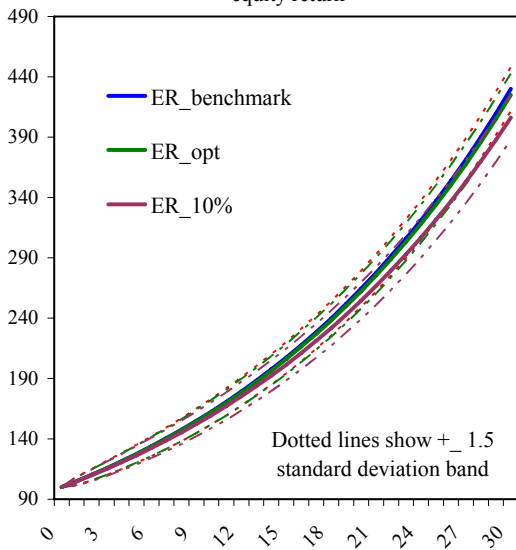 equity return
490
440
390
340
290
240
190
140
90
ER_benchmark
ER_opt
ER_10%
Dotted lines show +_ 1.5
standard deviation band
0 3 6 9 12 15 18 21 24 27 30